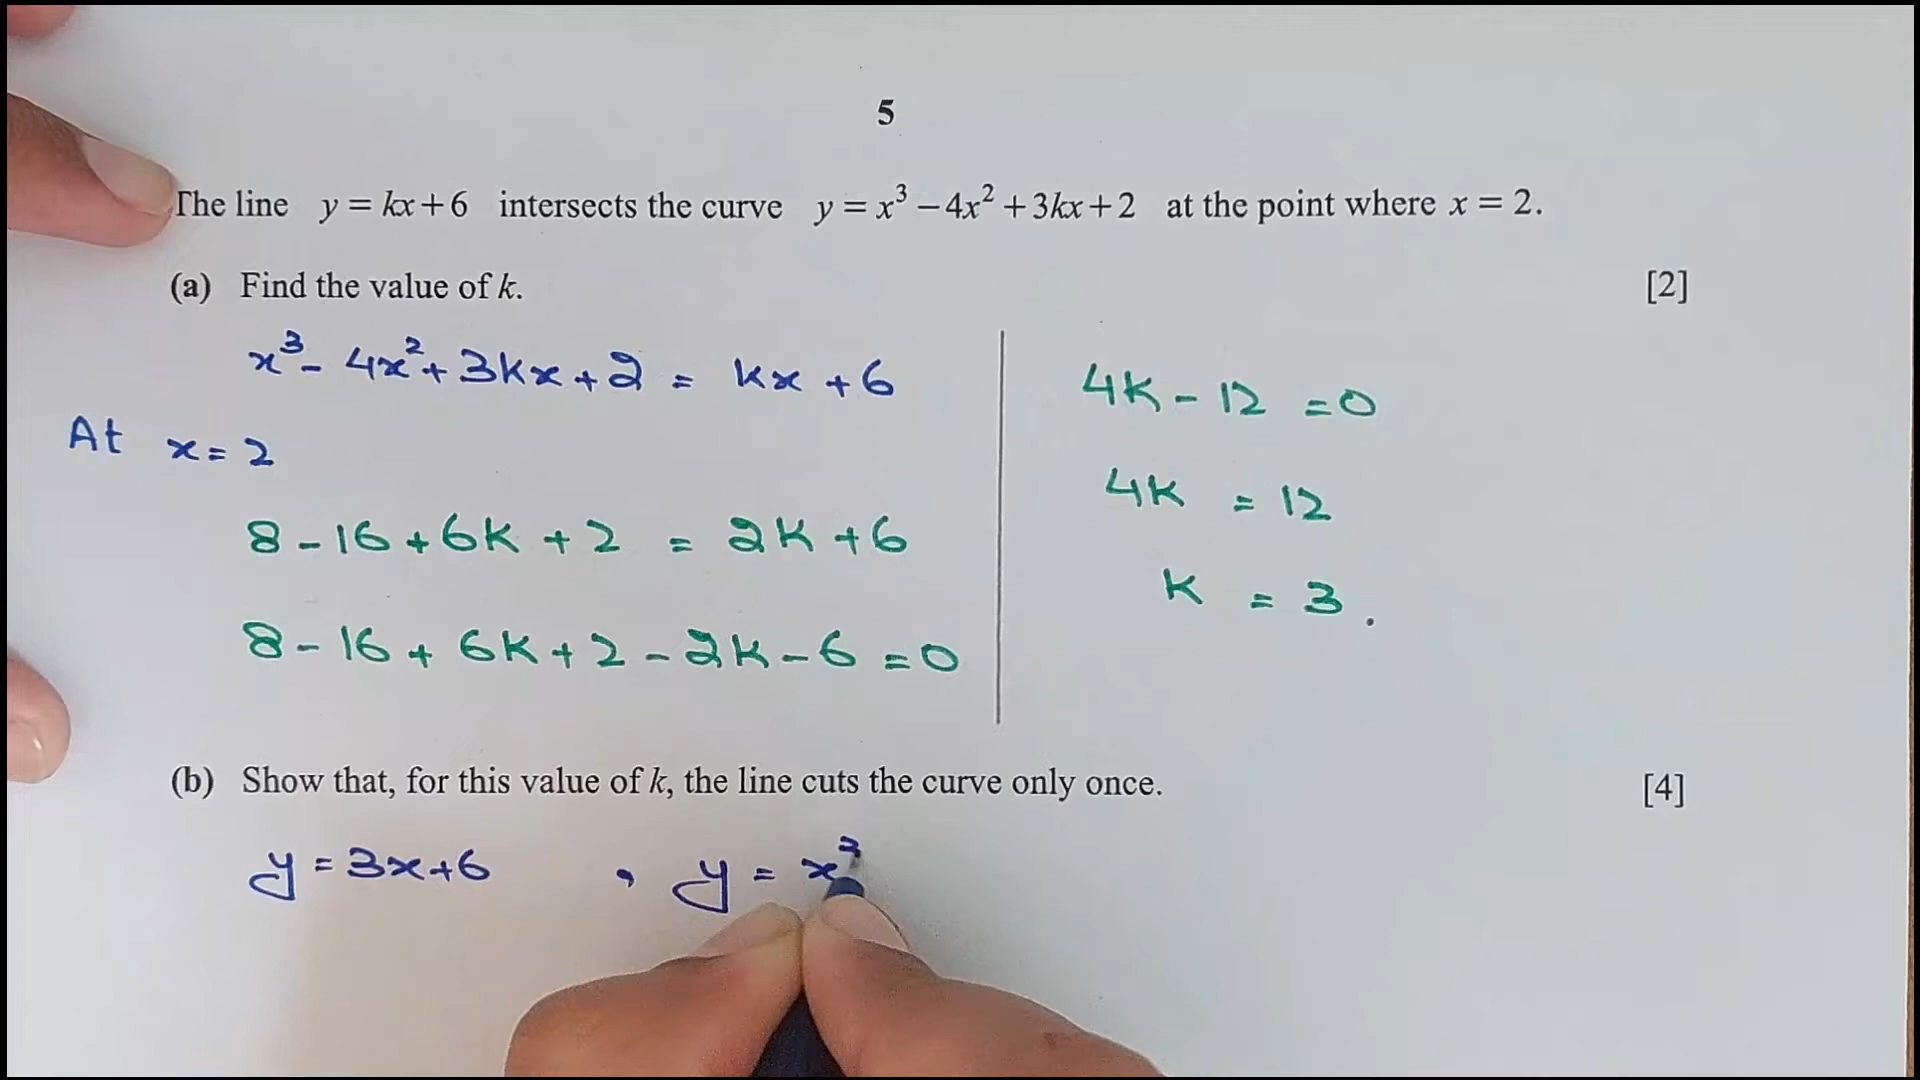 5
The line y = kx + 6 intersects the curve y = x³ − 4x² + 3kx + 2 at the point where x = 2.
(a) Find the value of k. [2]
x³ - 4x² + 3kx + 2 = kx + 6
At x = 2
8 - 16 + 6k + 2 = 2k + 6
8 - 16 + 6k + 2 - 2k - 6 = 0
4k - 12 = 0
4k = 12
k = 3.
(b) Show that, for this value of k, the line cuts the curve only once. [4]
y = 3x + 6 , y = x³